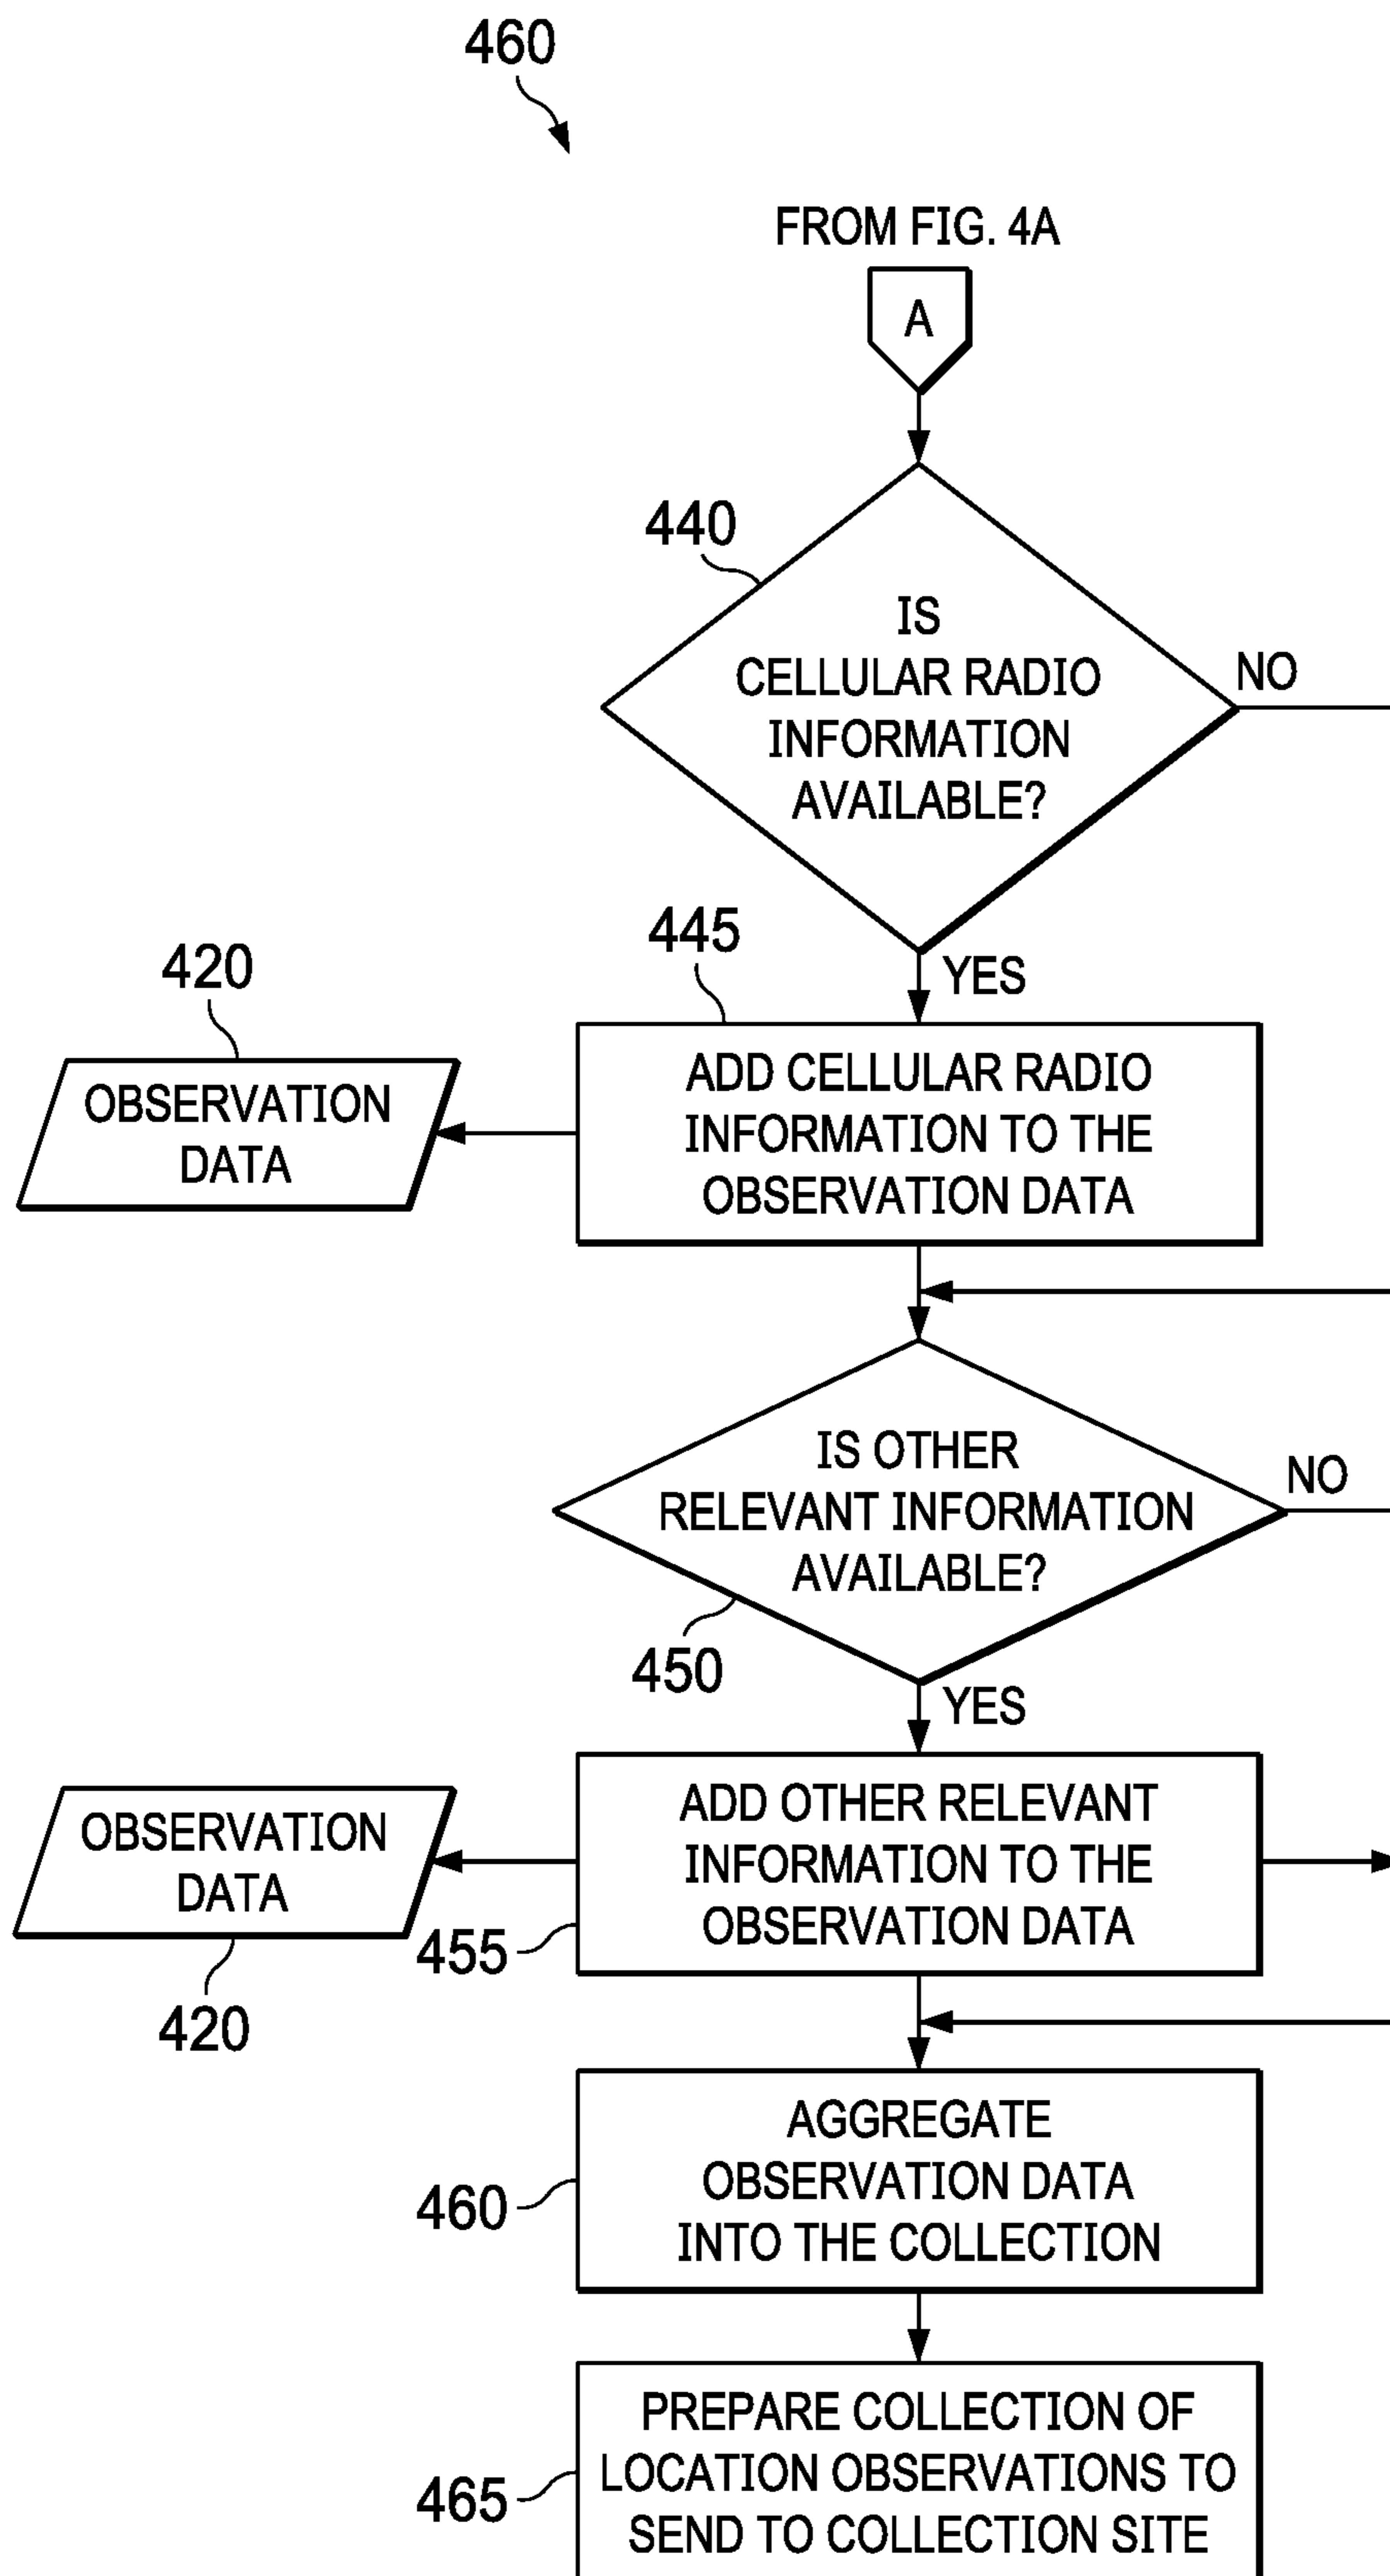 460
FROM FIG. 4A
A
440
IS
CELLULAR RADIO
INFORMATION
AVAILABLE?
NO
YES
445
420
OBSERVATION
DATA
ADD CELLULAR RADIO
INFORMATION TO THE
OBSERVATION DATA
IS OTHER
RELEVANT INFORMATION
AVAILABLE?
NO
450
YES
OBSERVATION
DATA
420
ADD OTHER RELEVANT
INFORMATION TO THE
OBSERVATION DATA
455
AGGREGATE
OBSERVATION DATA
INTO THE COLLECTION
460
PREPARE COLLECTION OF
LOCATION OBSERVATIONS TO
SEND TO COLLECTION SITE
465